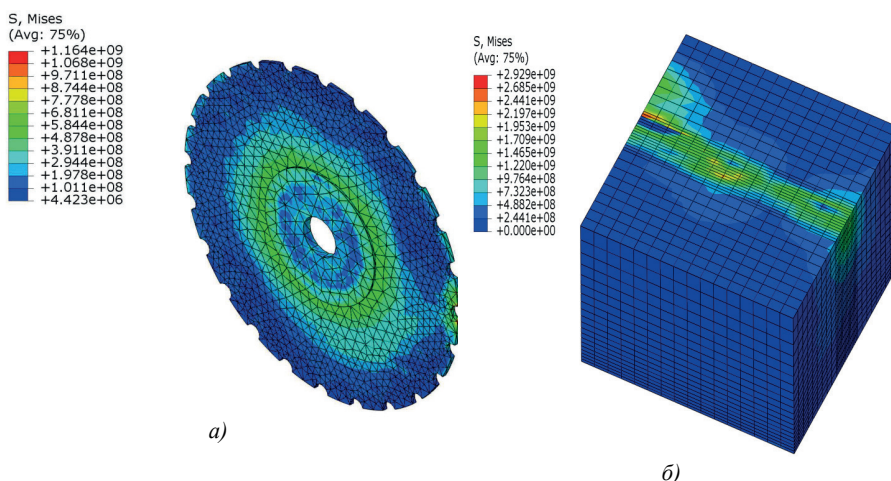 S, Mises
(Avg: 75%)
+1.164e+09
+1.068e+09
+9.711e+08
+8.744e+08
+7.778e+08
+6.811e+08
+5.844e+08
+4.878e+08
+3.911e+08
+2.944e+08
+1.978e+08
+1.011e+08
+4.423e+06
а)
S, Mises
(Avg: 75%)
+2.929e+09
+2.685e+09
+2.441e+09
+2.197e+09
+1.953e+09
+1.709e+09
+1.465e+09
+1.220e+09
+9.764e+08
+7.323e+08
+4.882e+08
+2.441e+08
+0.000e+00
б)